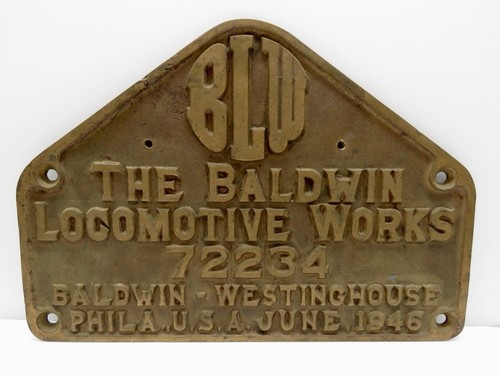 BLW
THE BALDWIN
LOCOMOTIVE WORKS
72234
BALDWIN - WESTINGHOUSE
PHILA., U.S.A. JUNE, 1946